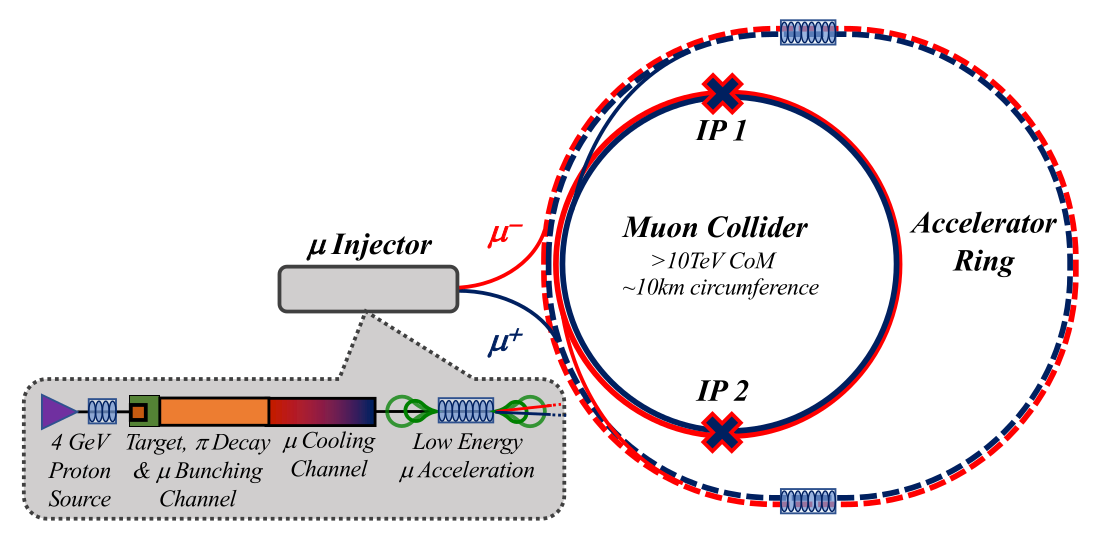 IP 1
Muon Collider
>10TeV CoM
~10km circumference
Accelerator
Ring
μ Injector
μ−
μ+
IP 2
4 GeV
Proton
Source
Target, π Decay
& μ Bunching
Channel
μ Cooling
Channel
Low Energy
μ Acceleration